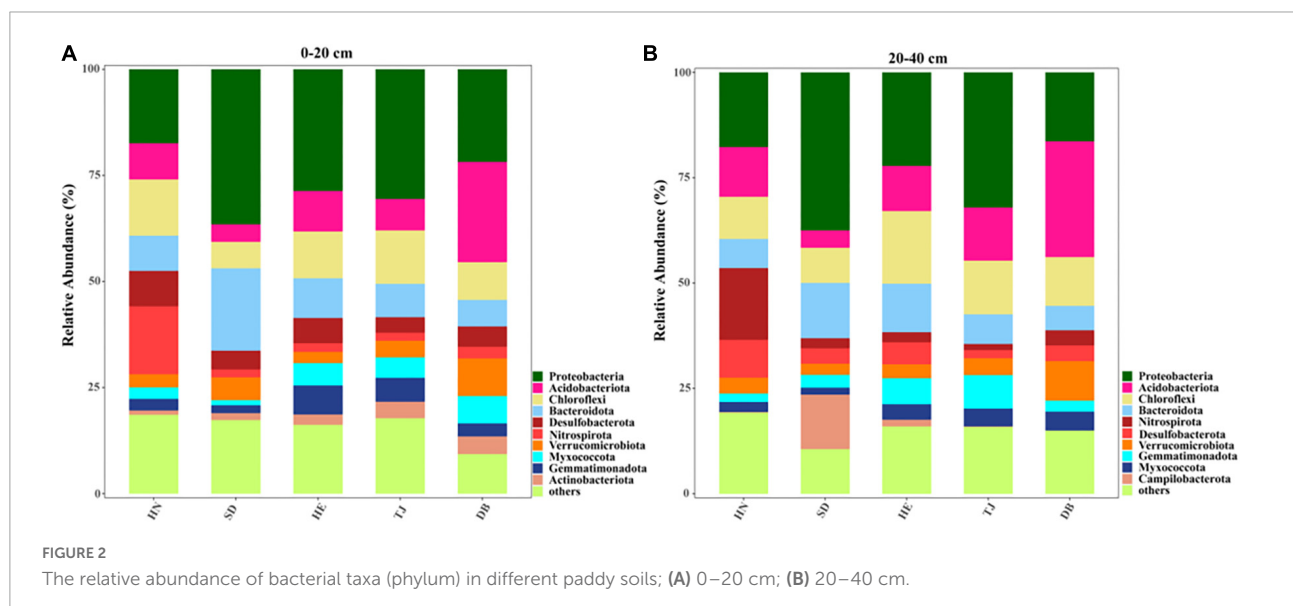 A
0-20 cm
Relative Abundance (%)
100
75
50
25
0
HN
SD
HE
TJ
DB
Proteobacteria
Acidobacteriota
Chloroflexi
Bacteroidota
Desulfobacterota
Nitrospirota
Verrucomicrobiota
Myxococcota
Gemmatimonadota
Actinobacteriota
others
B
20-40 cm
Relative Abundance (%)
100
75
50
25
0
HN
SD
HE
TJ
DB
Proteobacteria
Acidobacteriota
Chloroflexi
Bacteroidota
Nitrospirota
Desulfobacterota
Verrucomicrobiota
Gemmatimonadota
Myxococcota
Campilobacterota
others
FIGURE 2
The relative abundance of bacterial taxa (phylum) in different paddy soils; (A) 0–20 cm; (B) 20–40 cm.